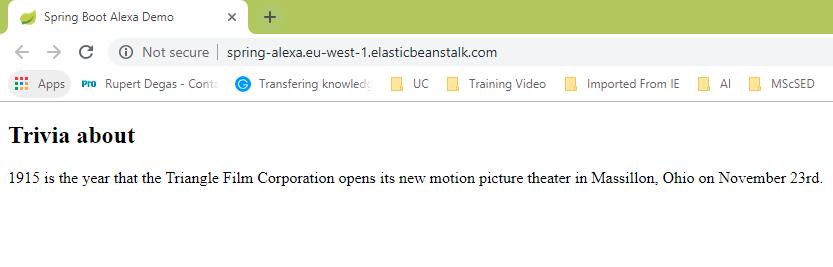 Spring Boot Alexa Demo
Not secure | spring-alexa.eu-west-1.elasticbeanstalk.com
Apps Pro Rupert Degas - Conta Transfering knowledg UC Training Video Imported From IE AI MScSED
Trivia about
1915 is the year that the Triangle Film Corporation opens its new motion picture theater in Massillon, Ohio on November 23rd.